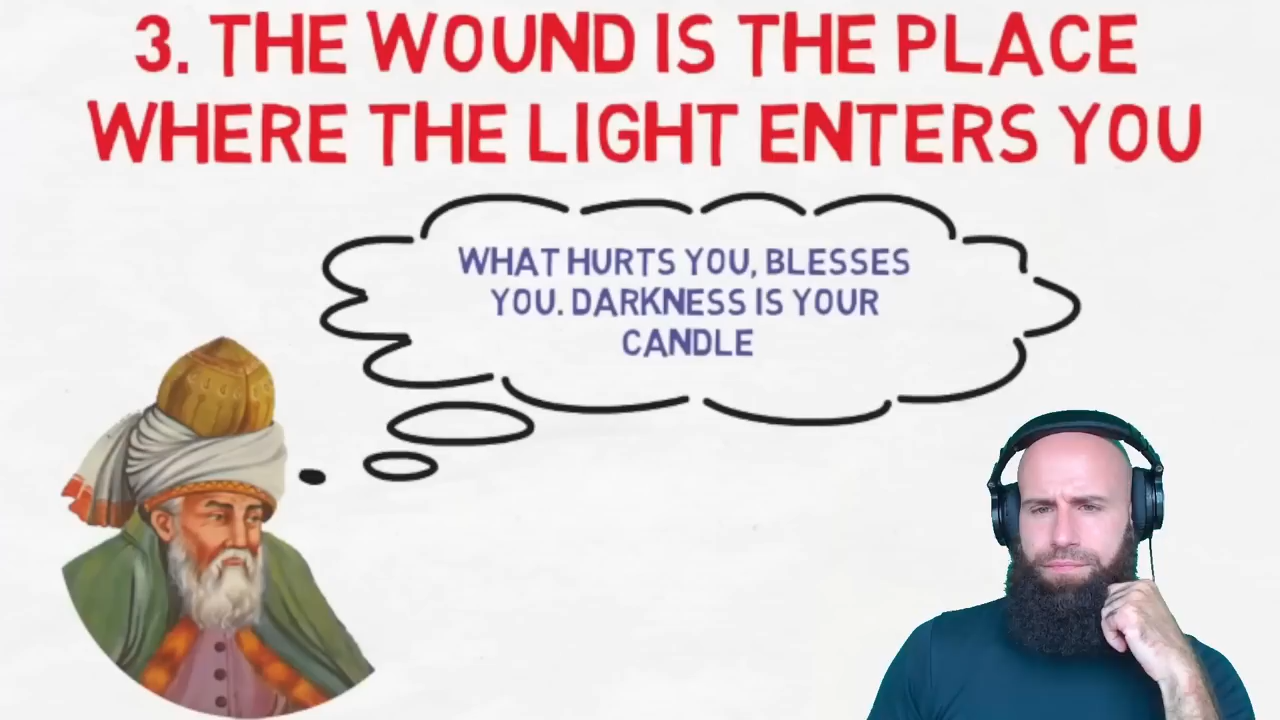 3. THE WOUND IS THE PLACE
WHERE THE LIGHT ENTERS YOU
WHAT HURTS YOU, BLESSES
YOU. DARKNESS IS YOUR
CANDLE